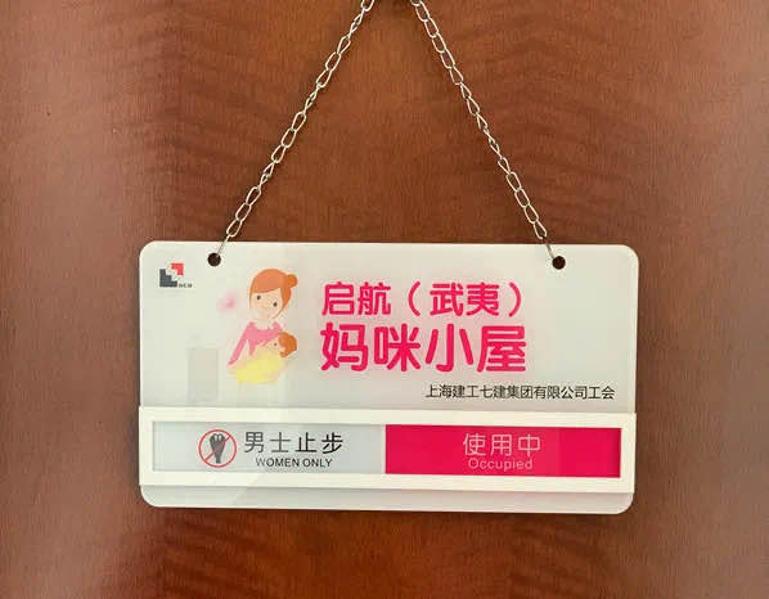 启航（武夷）
妈咪小屋
上海建工七建集团有限公司工会
男士止步
WOMEN ONLY
使用中
Occupied